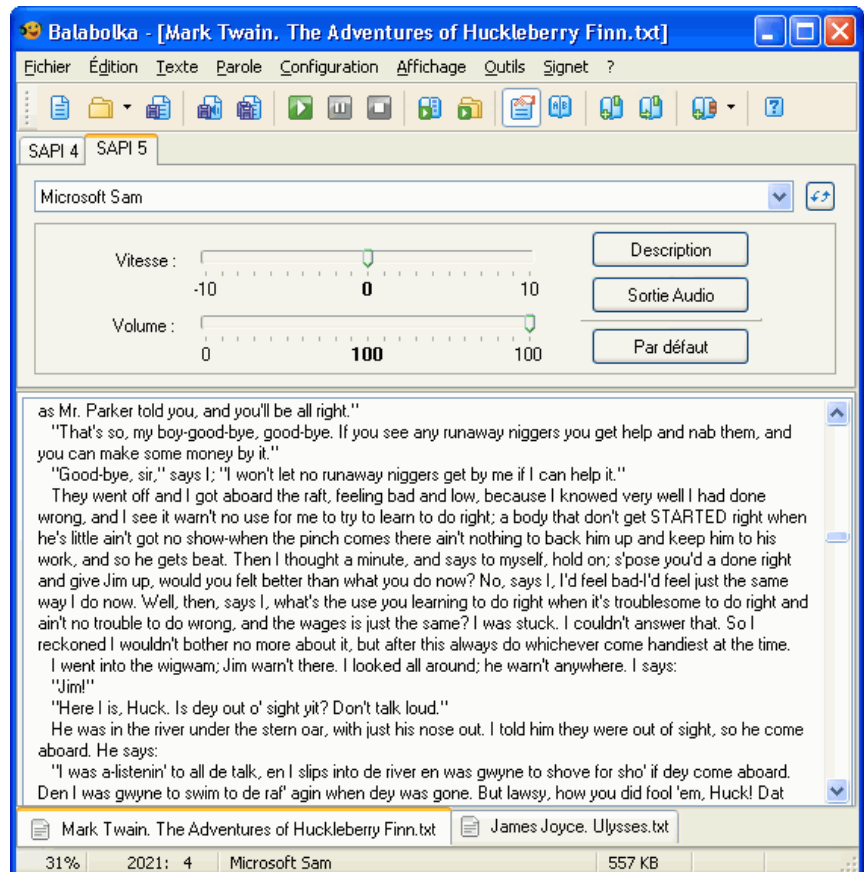 Balabolka - [Mark Twain. The Adventures of Huckleberry Finn.txt]
Fichier Édition Texte Parole Configuration Affichage Outils Signet ?
SAPI 4 SAPI 5
Microsoft Sam
Vitesse :
-10 0 10
Volume :
0 100 100
Description
Sortie Audio
Par défaut
as Mr. Parker told you, and you'll be all right."
"That's so, my boy-good-bye, good-bye. If you see any runaway niggers you get help and nab them, and
you can make some money by it."
"Good-bye, sir," says I; "I won't let no runaway niggers get by me if I can help it."
They went off and I got aboard the raft, feeling bad and low, because I knowed very well I had done
wrong, and I see it warn't no use for me to try to learn to do right; a body that don't get STARTED right when
he's little ain't got no show-when the pinch comes there ain't nothing to back him up and keep him to his
work, and so he gets beat. Then I thought a minute, and says to myself, hold on; s'pose you'd a done right
and give Jim up, would you felt better than what you do now? No, says I, I'd feel bad-I'd feel just the same
way I do now. Well, then, says I, what's the use you learning to do right when it's troublesome to do right and
ain't no trouble to do wrong, and the wages is just the same? I was stuck. I couldn't answer that. So I
reckoned I wouldn't bother no more about it, but after this always do whichever come handiest at the time.
I went into the wigwam; Jim warn't there. I looked all around; he warn't anywhere. I says:
"Jim!"
"Here I is, Huck. Is dey out o' sight yit? Don't talk loud."
He was in the river under the stern oar, with just his nose out. I told him they were out of sight, so he come
aboard. He says:
"I was a-listenin' to all de talk, en I slips into de river en was gwyne to shove for sho' if dey come aboard.
Den I was gwyne to swim to de raf' agin when dey was gone. But lawsy, how you did fool 'em, Huck! Dat
Mark Twain. The Adventures of Huckleberry Finn.txt James Joyce. Ulysses.txt
31% 2021: 4 Microsoft Sam 557 KB